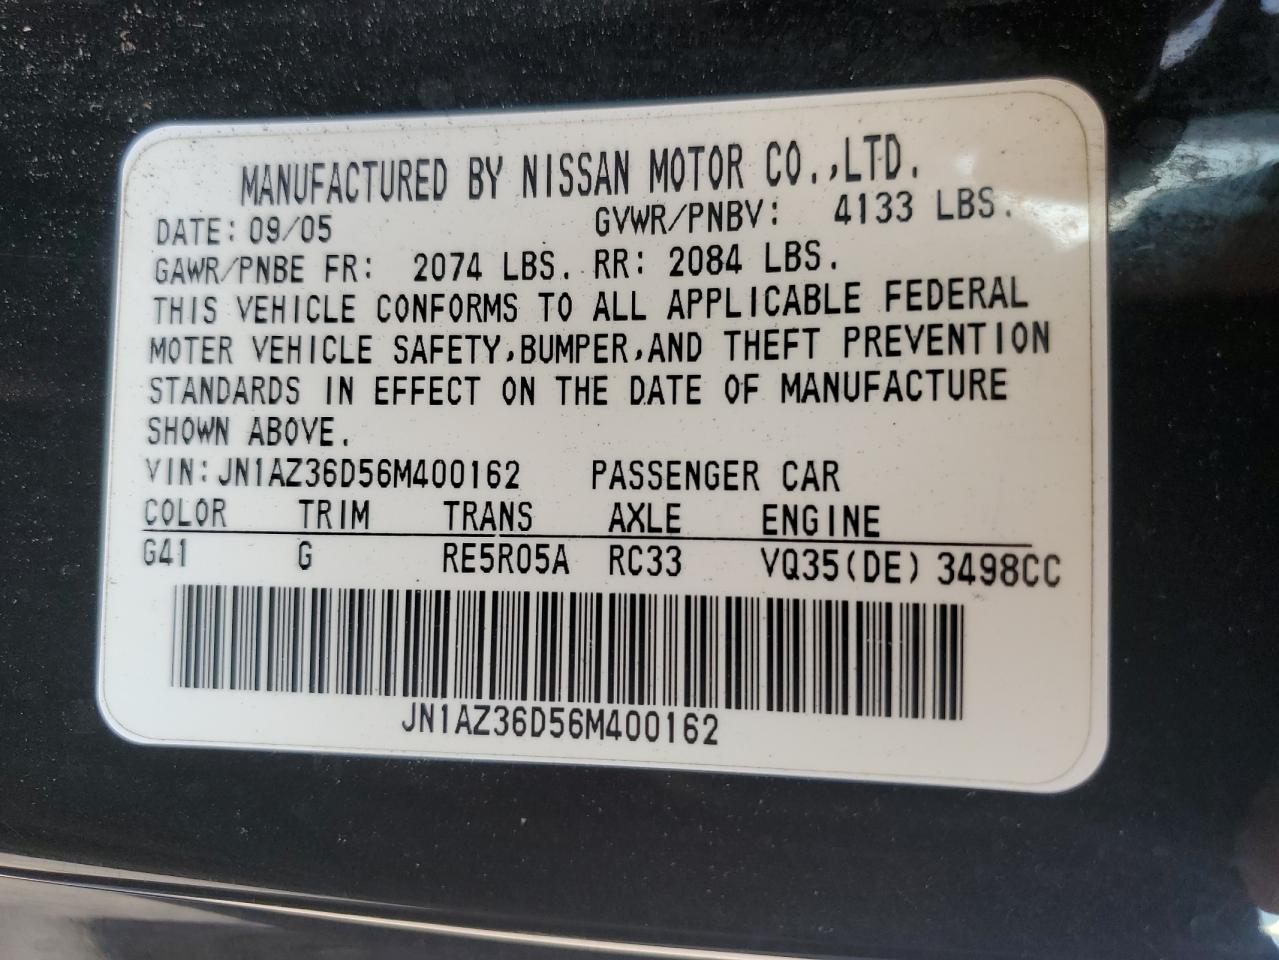 MANUFACTURED BY NISSAN MOTOR CO.,LTD.
DATE: 09/05 GVWR/PNBV: 4133 LBS.
GAWR/PNBE FR: 2074 LBS. RR: 2084 LBS.
THIS VEHICLE CONFORMS TO ALL APPLICABLE FEDERAL
MOTER VEHICLE SAFETY,BUMPER,AND THEFT PREVENTION
STANDARDS IN EFFECT ON THE DATE OF MANUFACTURE
SHOWN ABOVE.
VIN:JN1AZ36D56M400162 PASSENGER CAR
COLOR TRIM TRANS AXLE ENGINE
G41 G RE5R05A RC33 VQ35(DE) 3498CC
JN1AZ36D56M400162